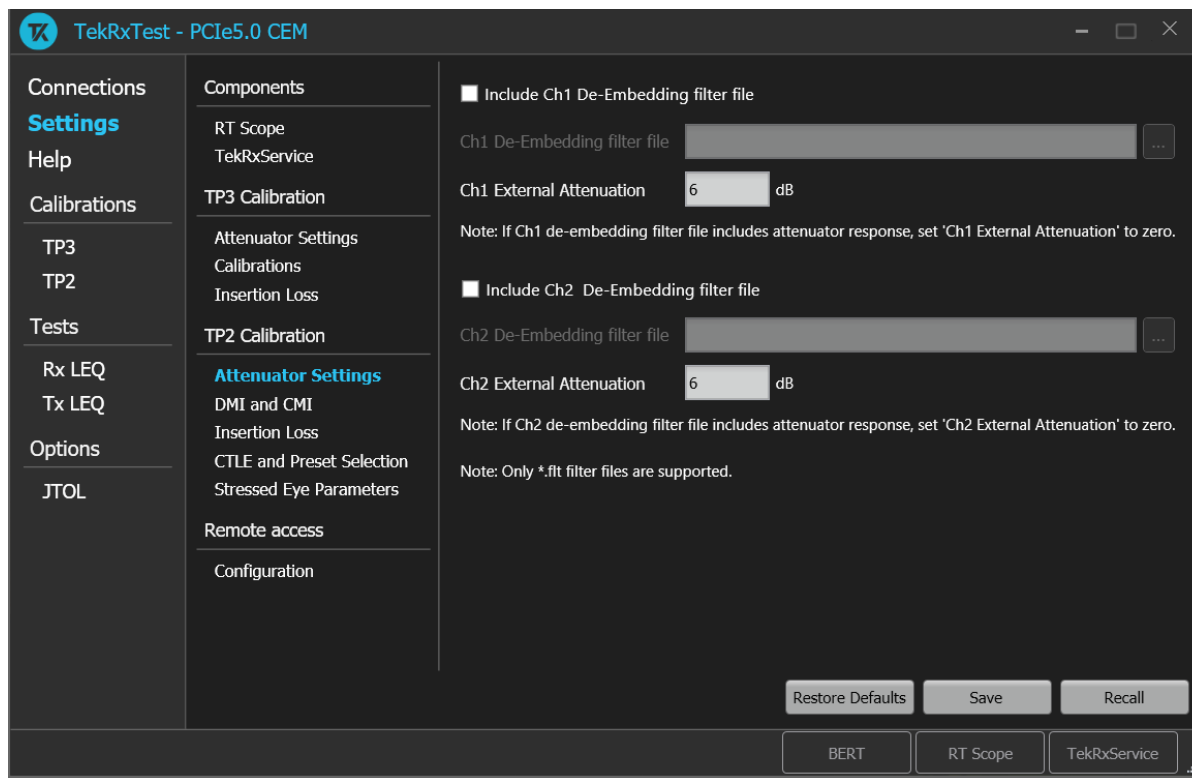 TK TekRxTest - PCIe5.0 CEM
Connections
Settings
Help
Calibrations
TP3
TP2
Tests
Rx LEQ
Tx LEQ
Options
JTOL
Components
RT Scope
TekRxService
TP3 Calibration
Attenuator Settings
Calibrations
Insertion Loss
TP2 Calibration
Attenuator Settings
DMI and CMI
Insertion Loss
CTLE and Preset Selection
Stressed Eye Parameters
Remote access
Configuration
Include Ch1 De-Embedding filter file
Ch1 De-Embedding filter file ...
Ch1 External Attenuation 6 dB
Note: If Ch1 de-embedding filter file includes attenuator response, set 'Ch1 External Attenuation' to zero.
Include Ch2  De-Embedding filter file
Ch2 De-Embedding filter file ...
Ch2 External Attenuation 6 dB
Note: If Ch2 de-embedding filter file includes attenuator response, set 'Ch2 External Attenuation' to zero.
Note: Only *.flt filter files are supported.
Restore Defaults Save Recall
BERT RT Scope TekRxService